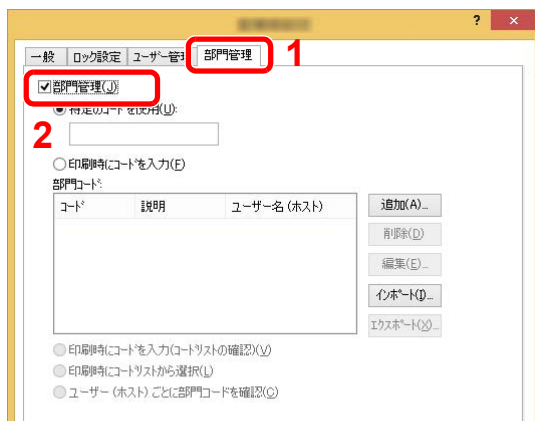 ? ×
一般 ロック設定 ユーザー管理 部門管理 1
部門管理(J)
特定のコードを使用(U):
2
印刷時にコードを入力(F)
部門コード:
コード 説明 ユーザー名 (ホスト) 追加(A)...
削除(D)
編集(E)...
インポート(I)...
エクスポート(X)...
印刷時にコードを入力(コードリストの確認)(V)
印刷時にコードリストから選択(L)
ユーザー (ホスト) ごとに部門コードを確認(C)